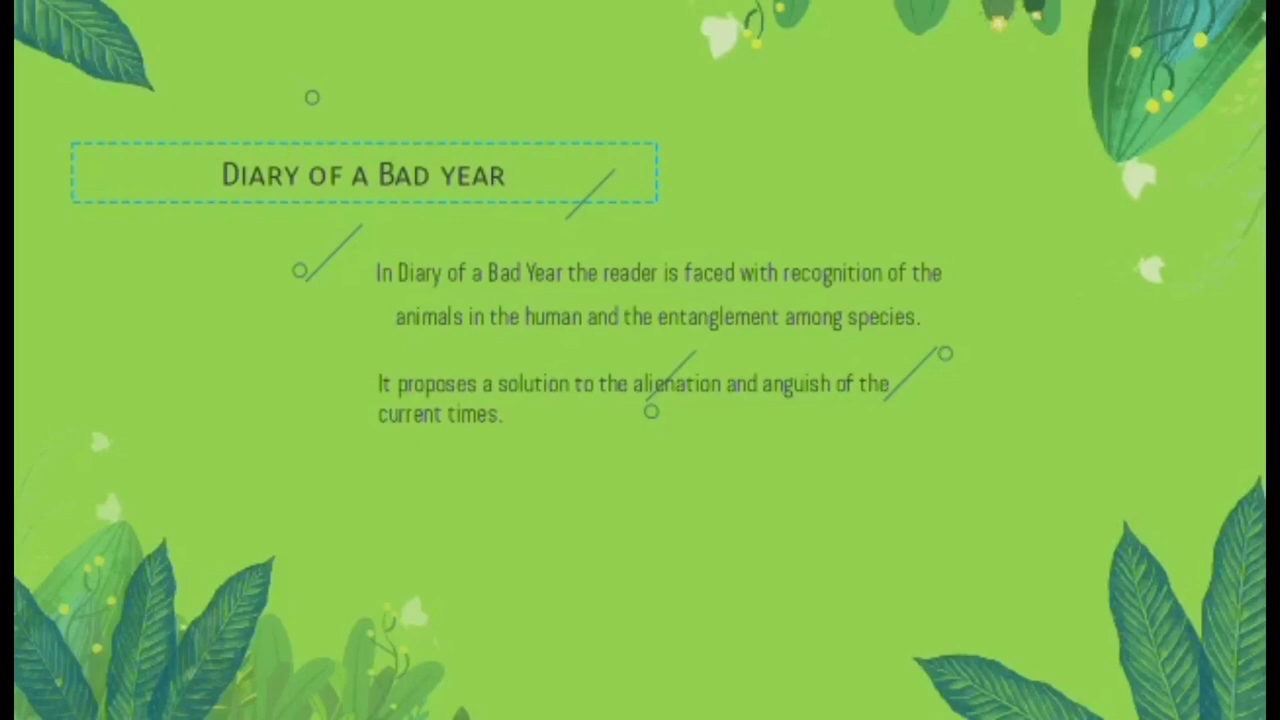 Diary of a Bad year
In Diary of a Bad Year the reader is faced with recognition of the
animals in the human and the entanglement among species.
It proposes a solution to the alienation and anguish of the
current times.